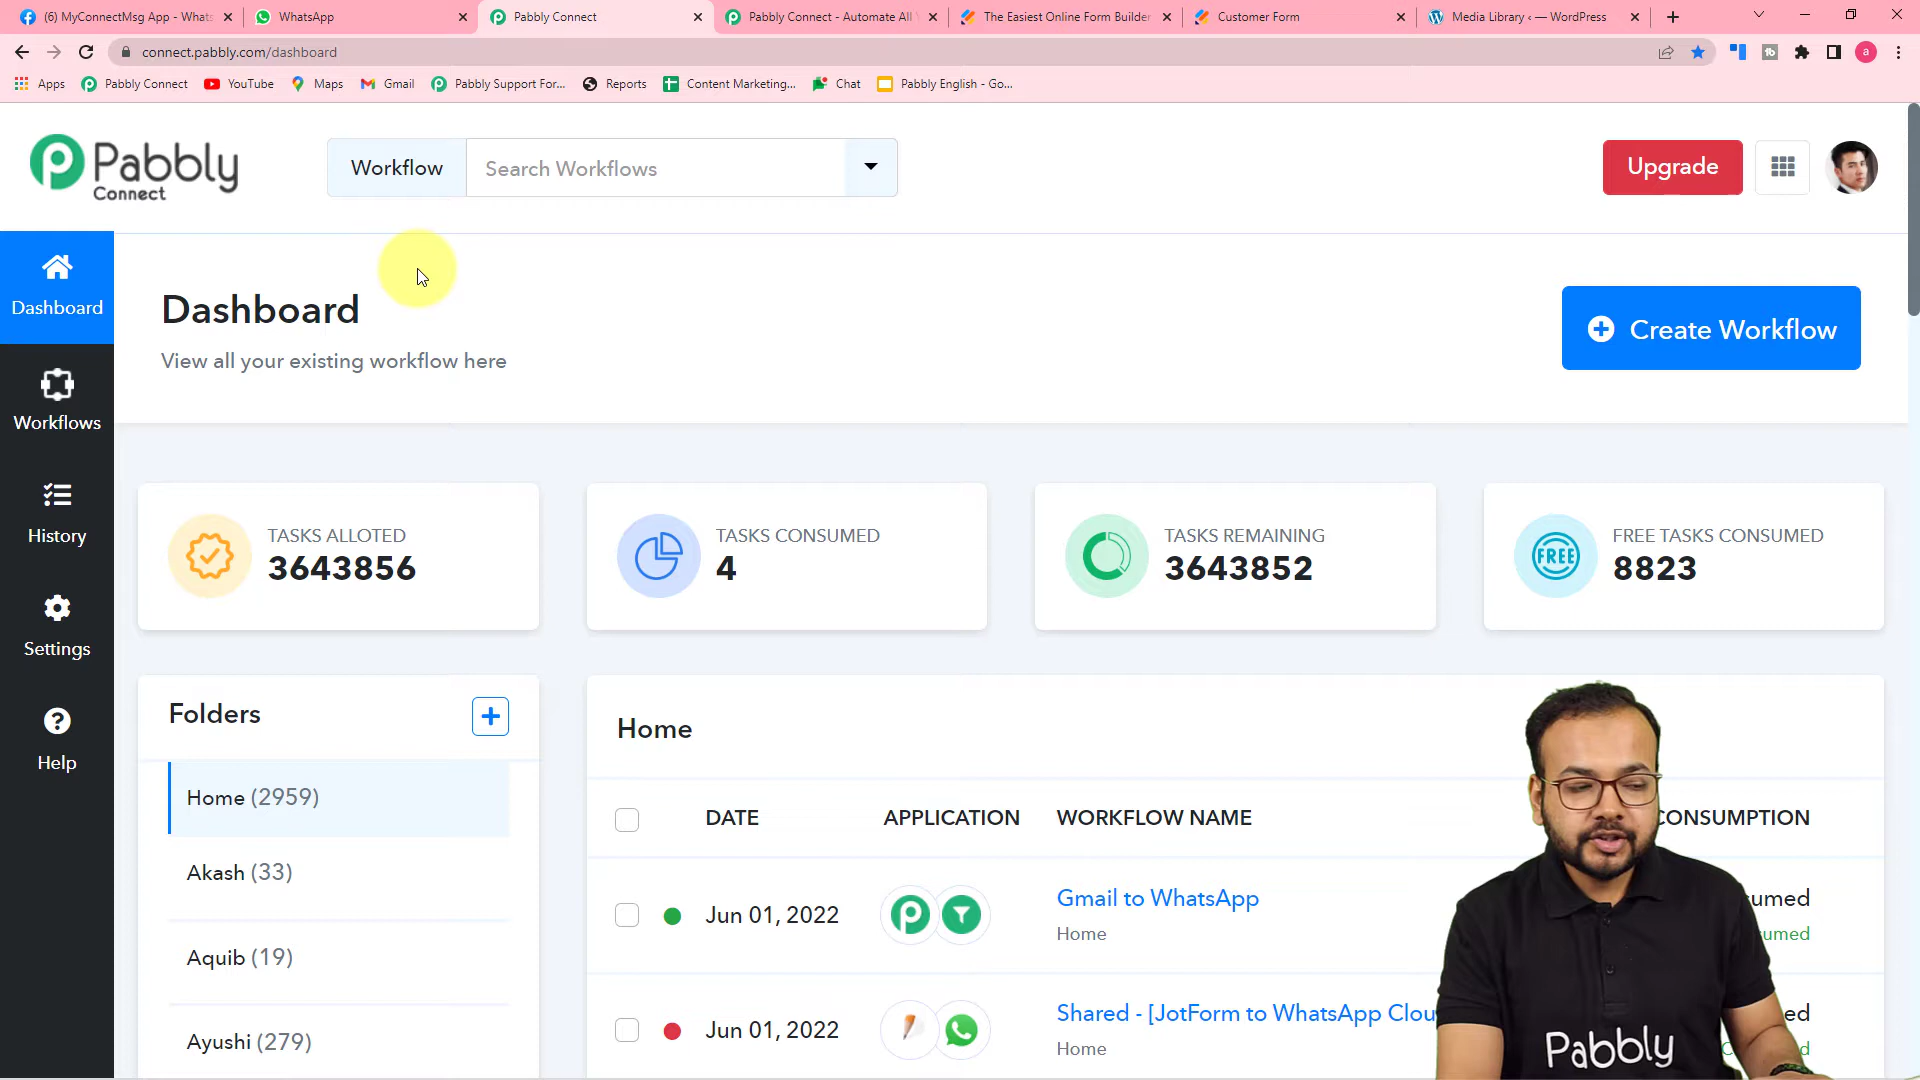 (6) MyConnectMsg App - Whats
WhatsApp
Pabbly Connect
Pabbly Connect - Automate All
The Easiest Online Form Builder
Customer Form
Media Library ‹ — WordPress
connect.pabbly.com/dashboard
Apps
Pabbly Connect
YouTube
Maps
Gmail
Pabbly Support For...
Reports
Content Marketing...
Chat
Pabbly English - Go...
Pabbly
Connect
Workflow
Search Workflows
Upgrade
Dashboard
Workflows
History
Settings
Help
Dashboard
View all your existing workflow here
Create Workflow
TASKS ALLOTED
3643856
TASKS CONSUMED
4
TASKS REMAINING
3643852
FREE
FREE TASKS CONSUMED
8823
Folders
Home (2959)
Akash (33)
Aquib (19)
Ayushi (279)
Home
DATE APPLICATION WORKFLOW NAME CONSUMPTION
Jun 01, 2022 Gmail to WhatsApp
Home
Jun 01, 2022 Shared - [JotForm to WhatsApp Clou
Home
Pabbly